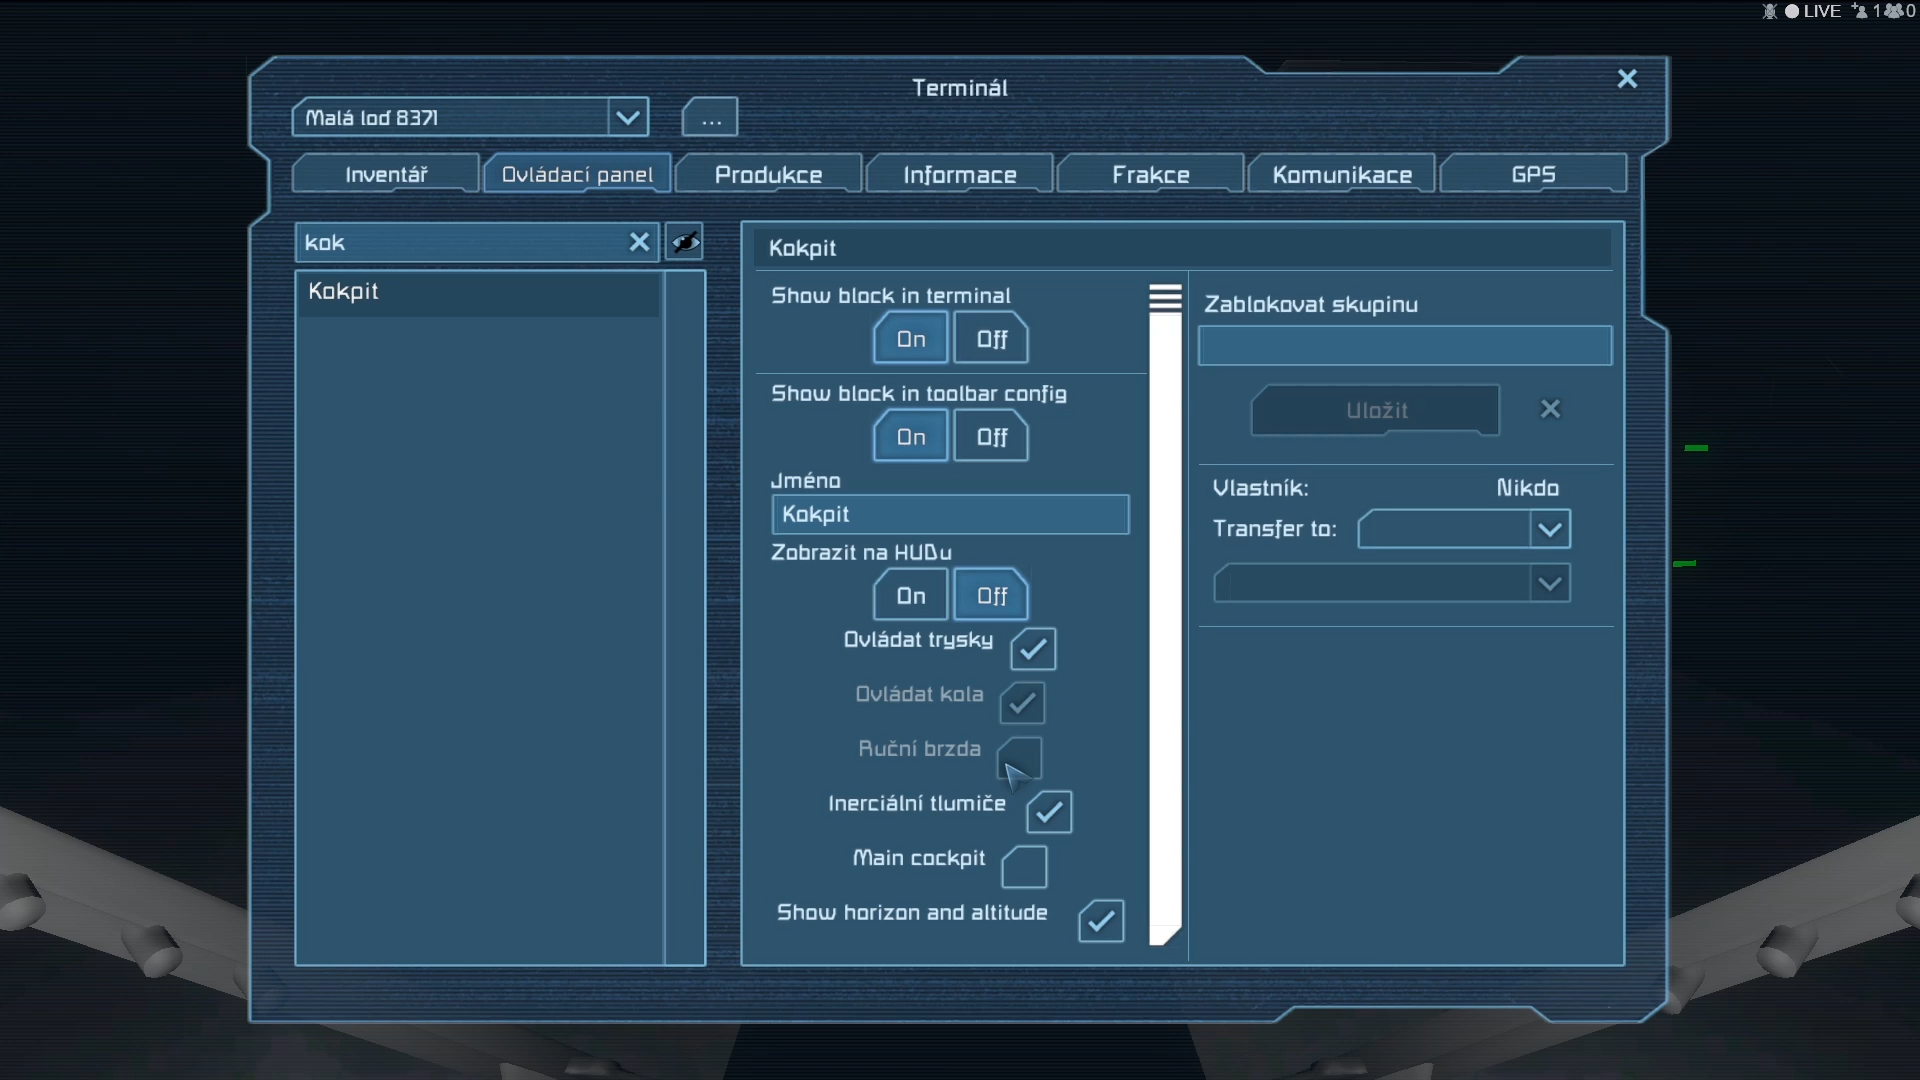 LIVE 1 0
Terminál
Malá loď 8371
...
Inventář Ovládací panel Produkce Informace Frakce Komunikace GPS
kok
Kokpit
Kokpit
Show block in terminal
On Off
Show block in toolbar config
On Off
Jméno
Kokpit
Zobrazit na HUDu
On Off
Ovládat trysky
Ovládat kola
Ruční brzda
Inerciální tlumiče
Main cockpit
Show horizon and altitude
Zablokovat skupinu
Uložit
Vlastník: Nikdo
Transfer to: